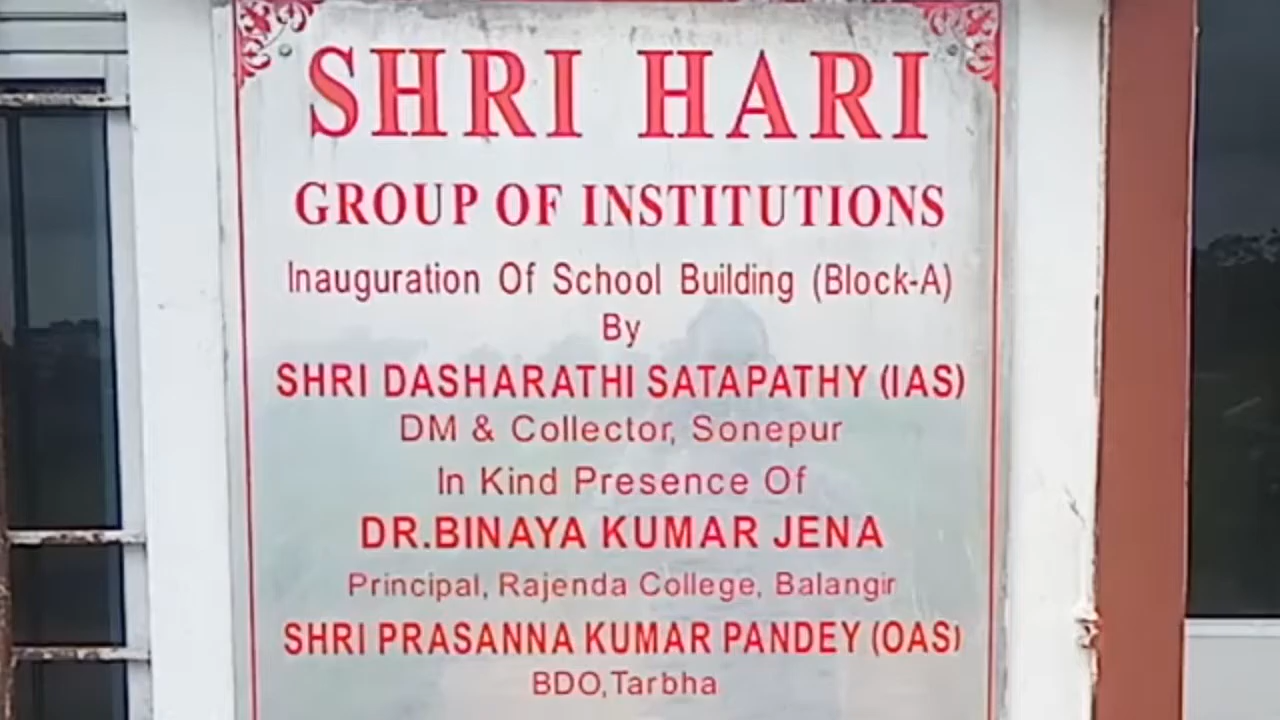 SHRI HARI
GROUP OF INSTITUTIONS
Inauguration Of School Building (Block-A)
By
SHRI DASHARATHI SATAPATHY (IAS)
DM & Collector, Sonepur
In Kind Presence Of
DR.BINAYA KUMAR JENA
Principal, Rajenda College, Balangir
SHRI PRASANNA KUMAR PANDEY (OAS)
BDO,Tarbha